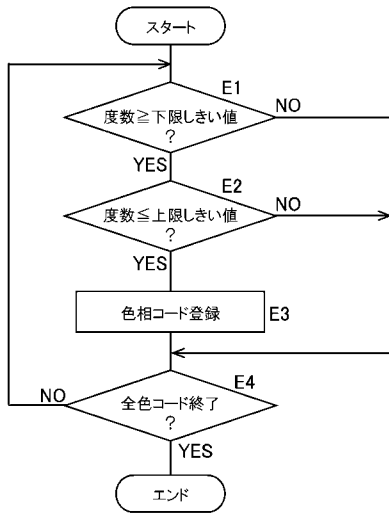 スタート
E1
度数≧下限しきい値
?
NO
YES
E2
度数≦上限しきい値
?
NO
YES
色相コード登録
E3
E4
NO
全色コード終了
?
YES
エンド